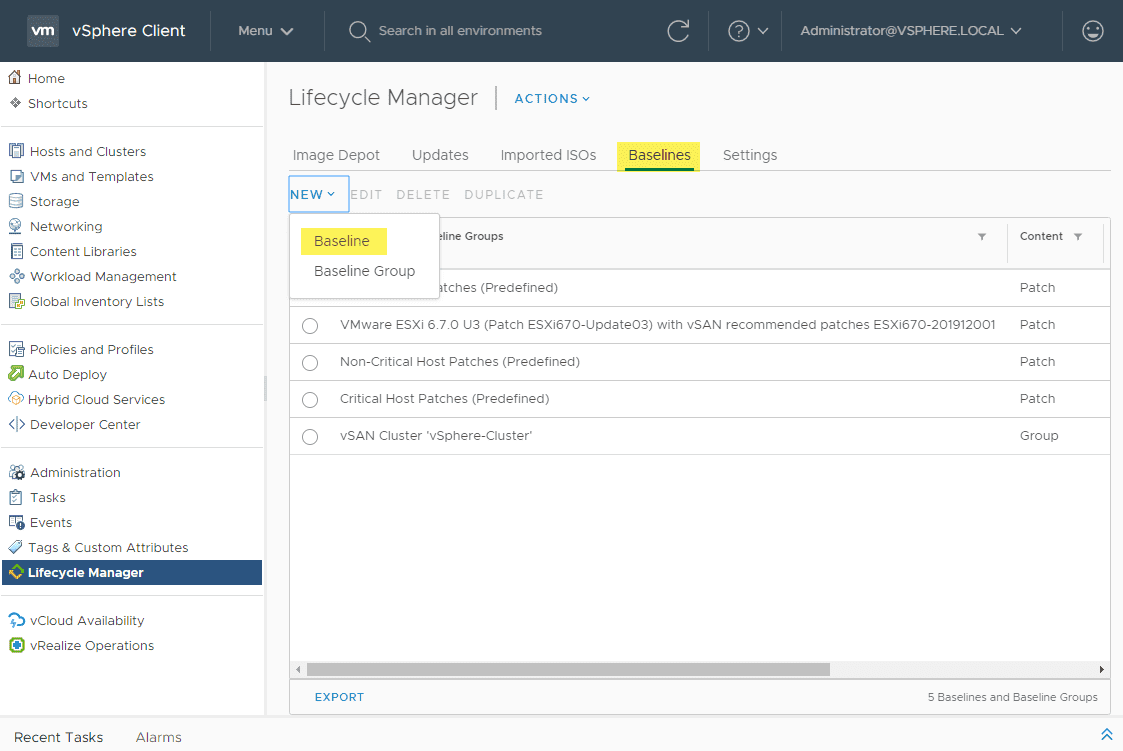 vm vSphere Client Menu Search in all environments ? Administrator@VSPHERE.LOCAL
Home
Shortcuts
Hosts and Clusters
VMs and Templates
Storage
Networking
Content Libraries
Workload Management
Global Inventory Lists
Policies and Profiles
Auto Deploy
Hybrid Cloud Services
Developer Center
Administration
Tasks
Events
Tags & Custom Attributes
Lifecycle Manager
vCloud Availability
vRealize Operations
Lifecycle Manager ACTIONS
Image Depot Updates Imported ISOs Baselines Settings
NEW EDIT DELETE DUPLICATE
Baseline
Baseline Group
Groups Content
(Predefined) Patch
VMware ESXi 6.7.0 U3 (Patch ESXi670-Update03) with vSAN recommended patches ESXi670-201912001 Patch
Non-Critical Host Patches (Predefined) Patch
Critical Host Patches (Predefined) Patch
vSAN Cluster 'vSphere-Cluster' Group
EXPORT 5 Baselines and Baseline Groups
Recent Tasks Alarms